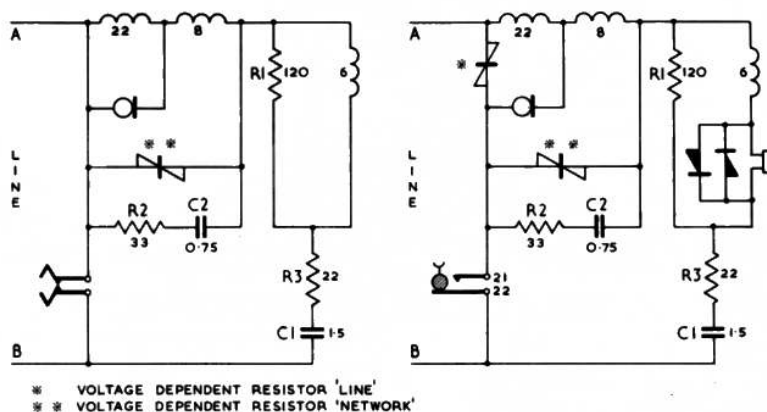 A
22
8
R1
120
6
* *
L
I
N
E
R2
33
C2
0·75
R3
22
C1
1·5
B
A
*
22
8
R1
120
6
* *
L
I
N
E
R2
33
C2
0·75
21
22
R3
22
C1
1·5
B
* VOLTAGE DEPENDENT RESISTOR 'LINE'
* * VOLTAGE DEPENDENT RESISTOR 'NETWORK'